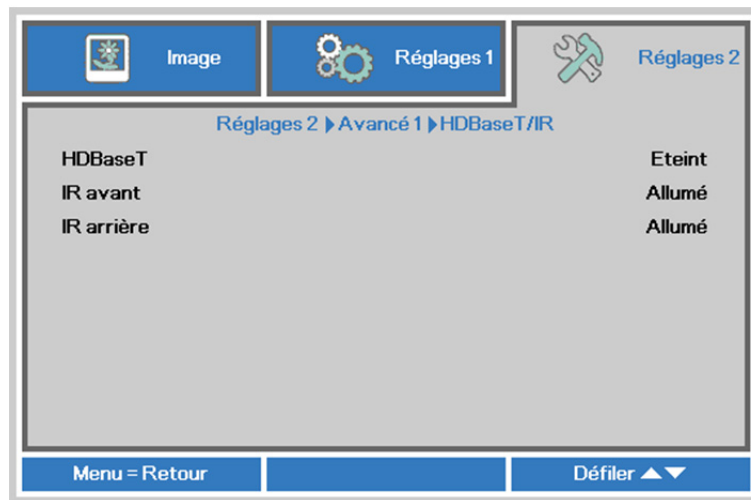 Image
Réglages 1
Réglages 2
Réglages 2 ▶ Avancé 1 ▶ HDBaseT/IR
HDBaseT Eteint
IR avant Allumé
IR arrière Allumé
Menu = Retour
Défiler ▲▼